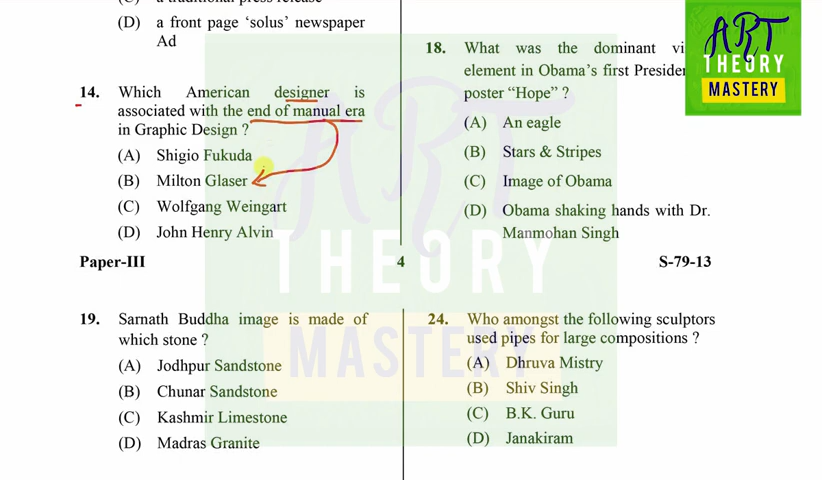 (D) a front page ‘solus’ newspaper
Ad
14. Which American designer is
associated with the end of manual era
in Graphic Design ?
(A) Shigio Fukuda
(B) Milton Glaser
(C) Wolfgang Weingart
(D) John Henry Alvin
18. What was the dominant
element in Obama’s first
poster “Hope” ?
(A) An eagle
(B) Stars & Stripes
(C) Image of Obama
(D) Obama shaking hands with Dr.
Manmohan Singh
Paper-III 4 S-79-13
19. Sarnath Buddha image is made of
which stone ?
(A) Jodhpur Sandstone
(B) Chunar Sandstone
(C) Kashmir Limestone
(D) Madras Granite
24. Who amongst the following sculptors
used pipes for large compositions ?
(A) Dhruva Mistry
(B) Shiv Singh
(C) B.K. Guru
(D) Janakiram
ART
THEORY
MASTERY
ART
THEORY
MASTERY